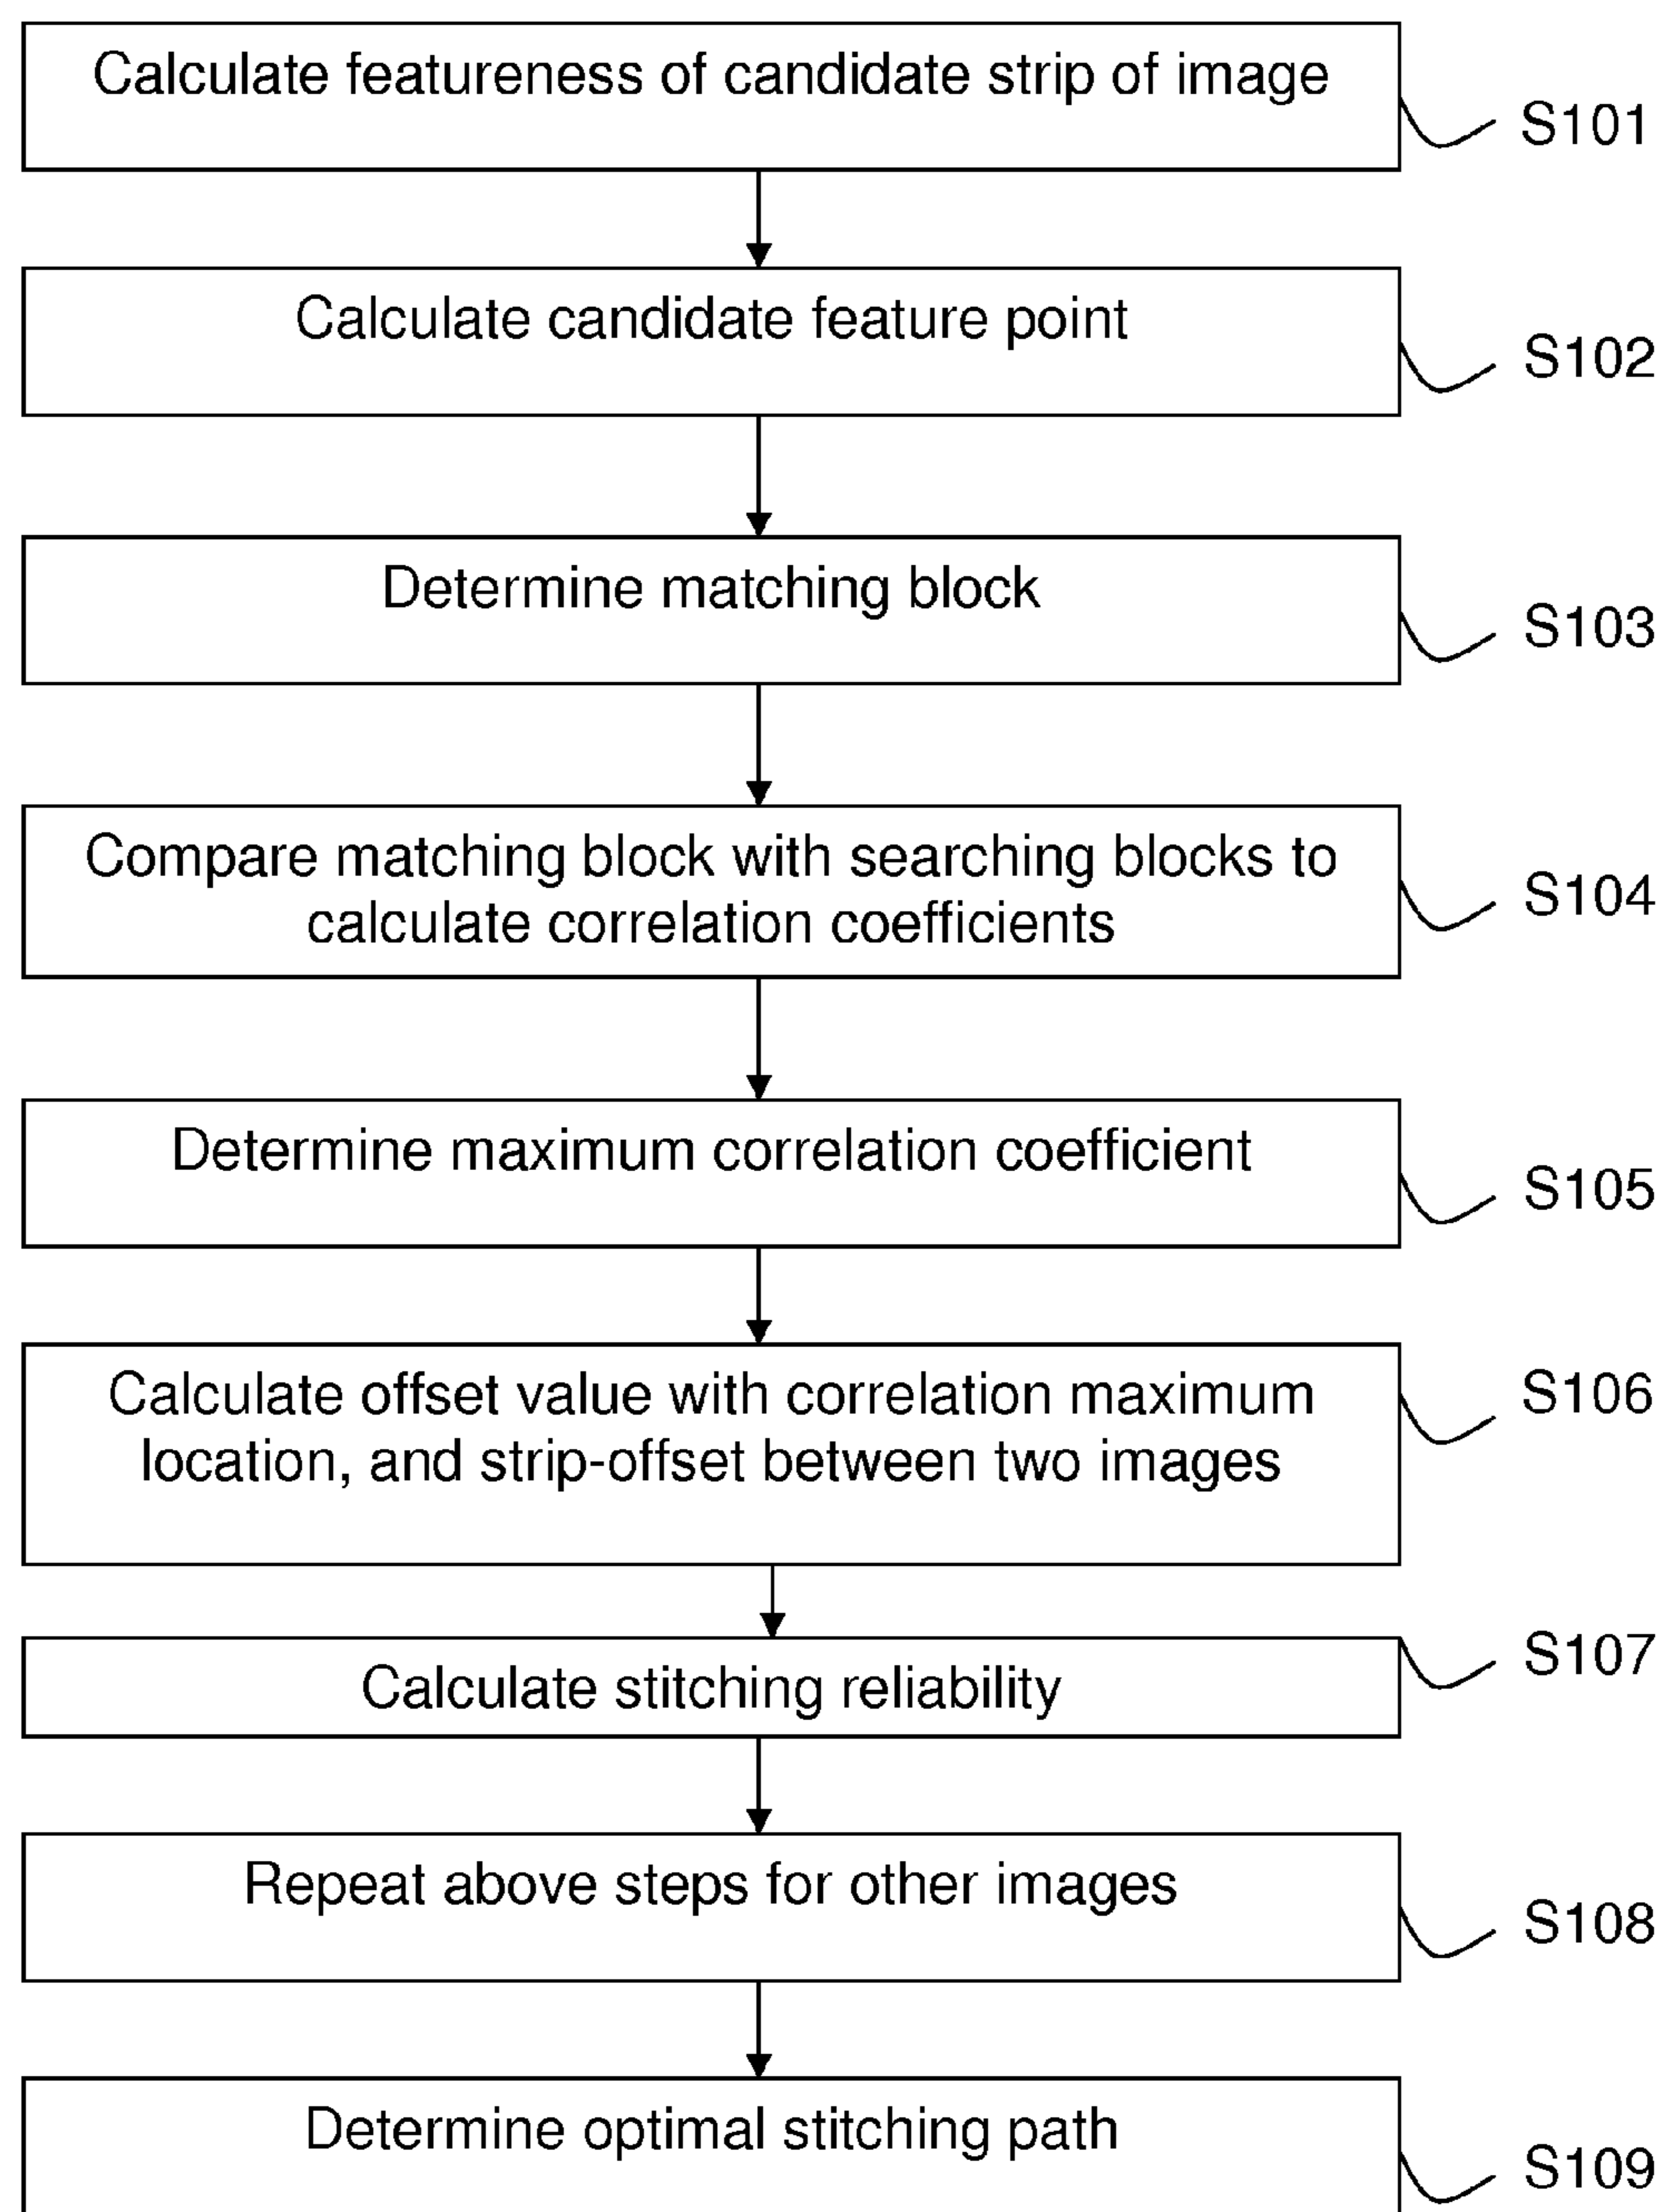 Calculate featureness of candidate strip of image
S101
Calculate candidate feature point
S102
Determine matching block
S103
Compare matching block with searching blocks to
calculate correlation coefficients
S104
Determine maximum correlation coefficient
S105
Calculate offset value with correlation maximum
location, and strip-offset between two images
S106
Calculate stitching reliability
S107
Repeat above steps for other images
S108
Determine optimal stitching path
S109